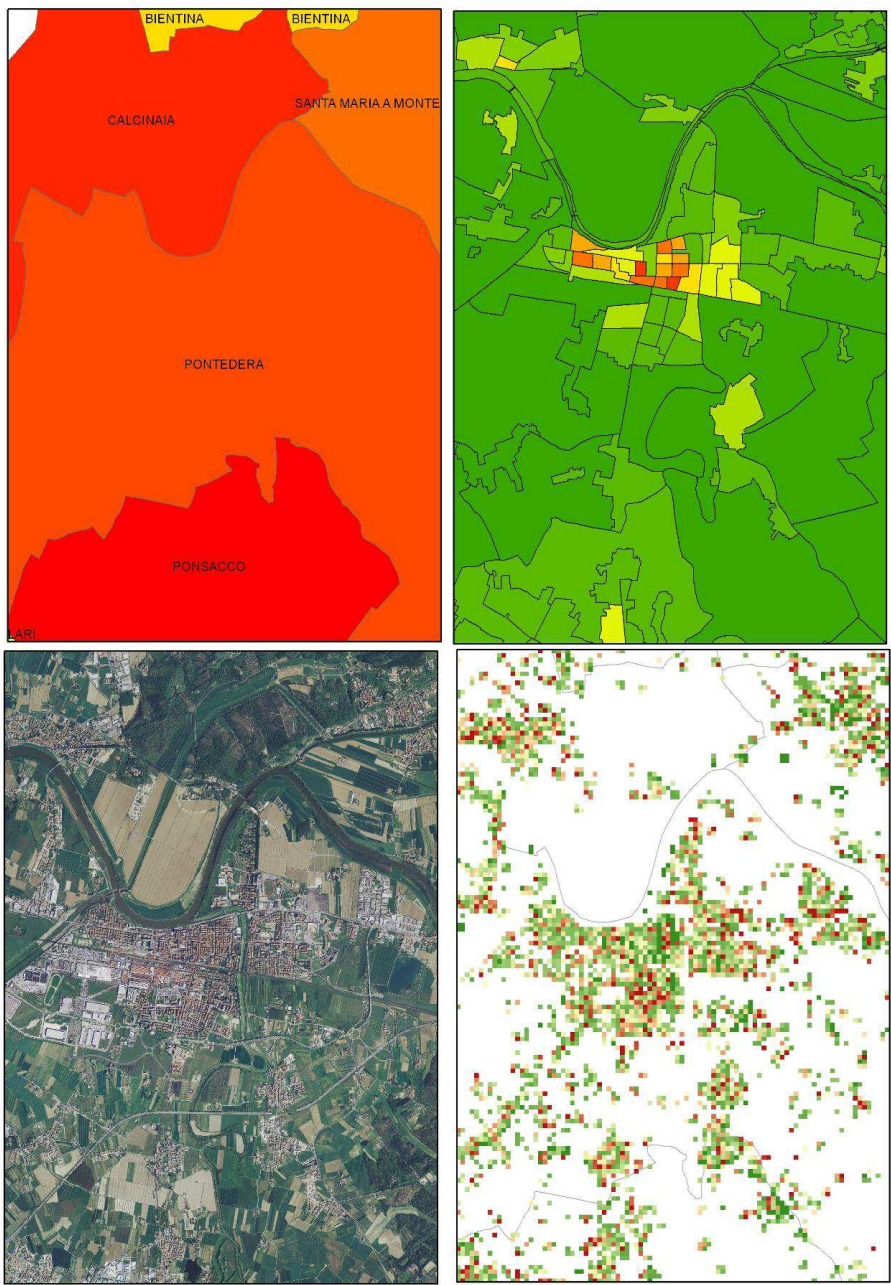 BIENTINA
BIENTINA
SANTA MARIA A MONTE
CALCINAIA
PONTEDERA
PONSACCO
LARI